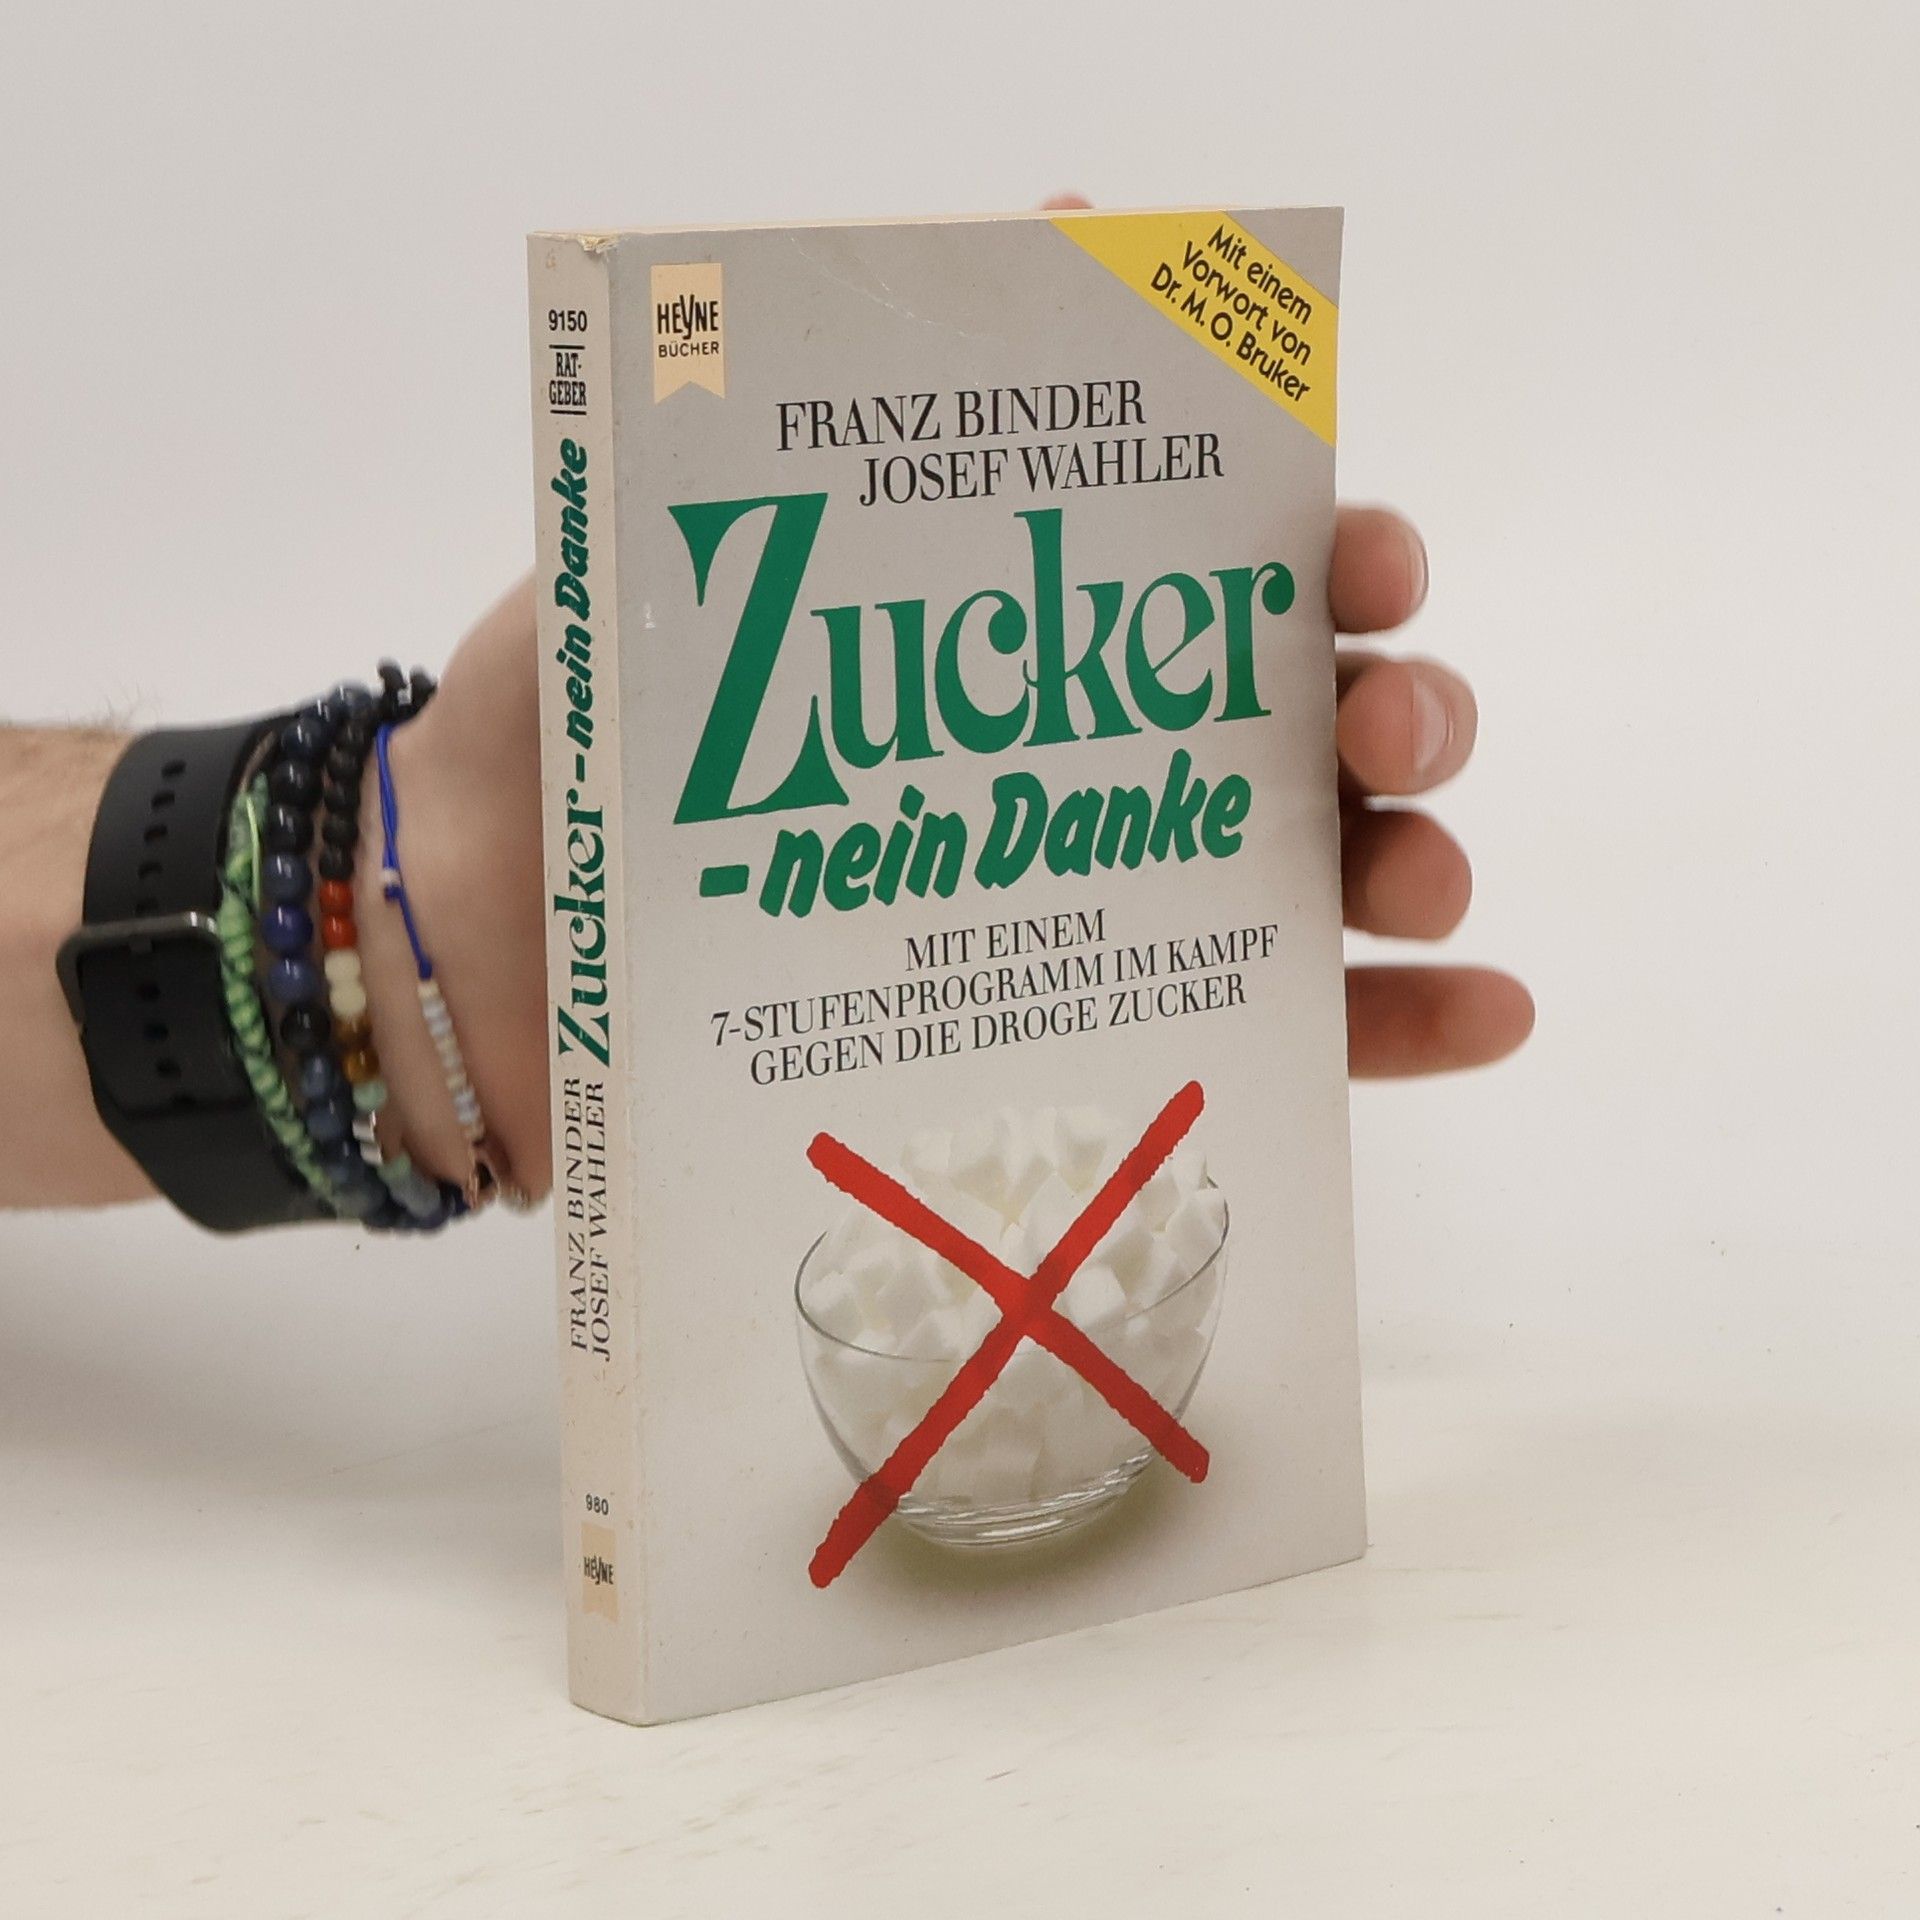 9150
RAT-
GEBER
FRANZ BINDER
JOSEF WAHLER
Zucker – nein Danke
980
HEYNE
HEYNE
BÜCHER
Mit einem
Vorwort von
Dr. M. O. Bruker
FRANZ BINDER
JOSEF WAHLER
Zucker
– nein Danke
MIT EINEM
7-STUFENPROGRAMM IM KAMPF
GEGEN DIE DROGE ZUCKER